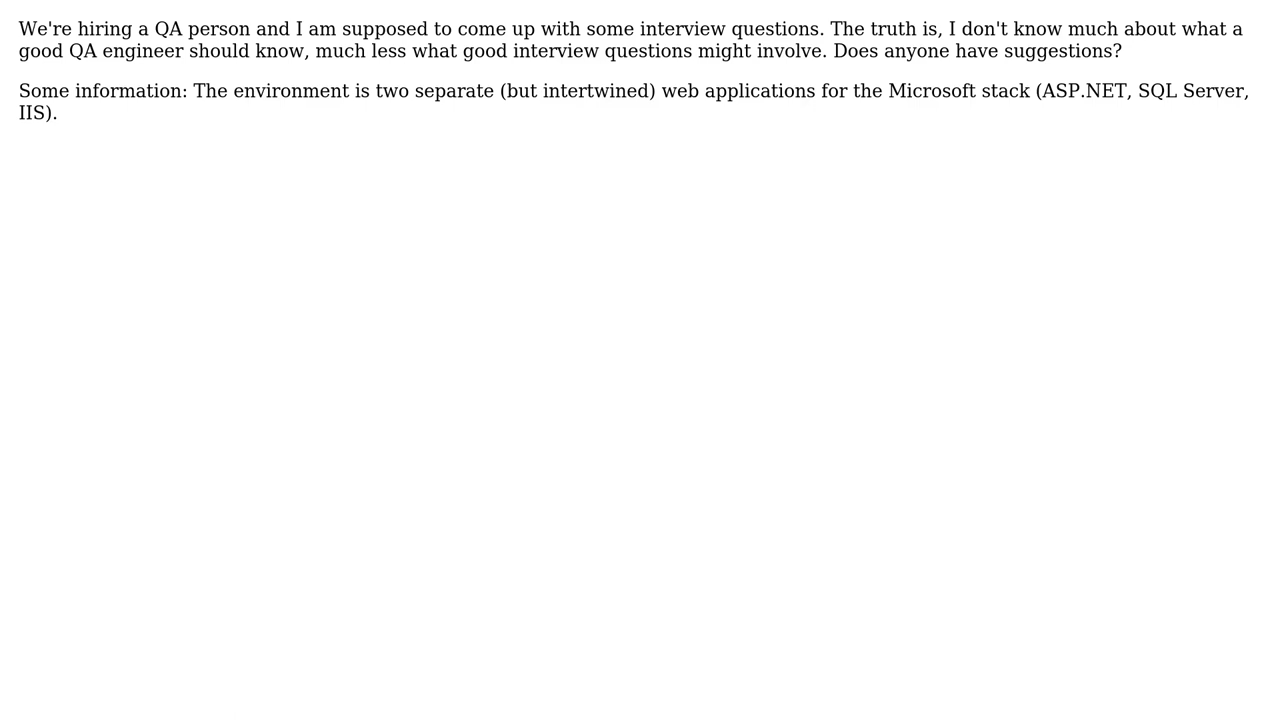 We're hiring a QA person and I am supposed to come up with some interview questions. The truth is, I don't know much about what a
good QA engineer should know, much less what good interview questions might involve. Does anyone have suggestions?
Some information: The environment is two separate (but intertwined) web applications for the Microsoft stack (ASP.NET, SQL Server,
IIS).